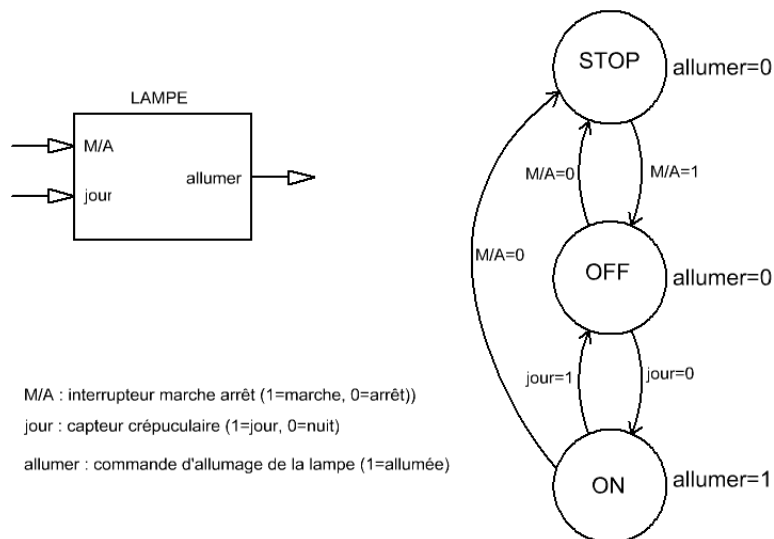 LAMPE
M/A
jour
allumer
M/A : interrupteur marche arrêt (1=marche, 0=arrêt))
jour : capteur crépuculaire (1=jour, 0=nuit)
allumer : commande d'allumage de la lampe (1=allumée)
STOP
allumer=0
M/A=0
M/A=1
M/A=0
OFF
allumer=0
jour=1
jour=0
ON
allumer=1